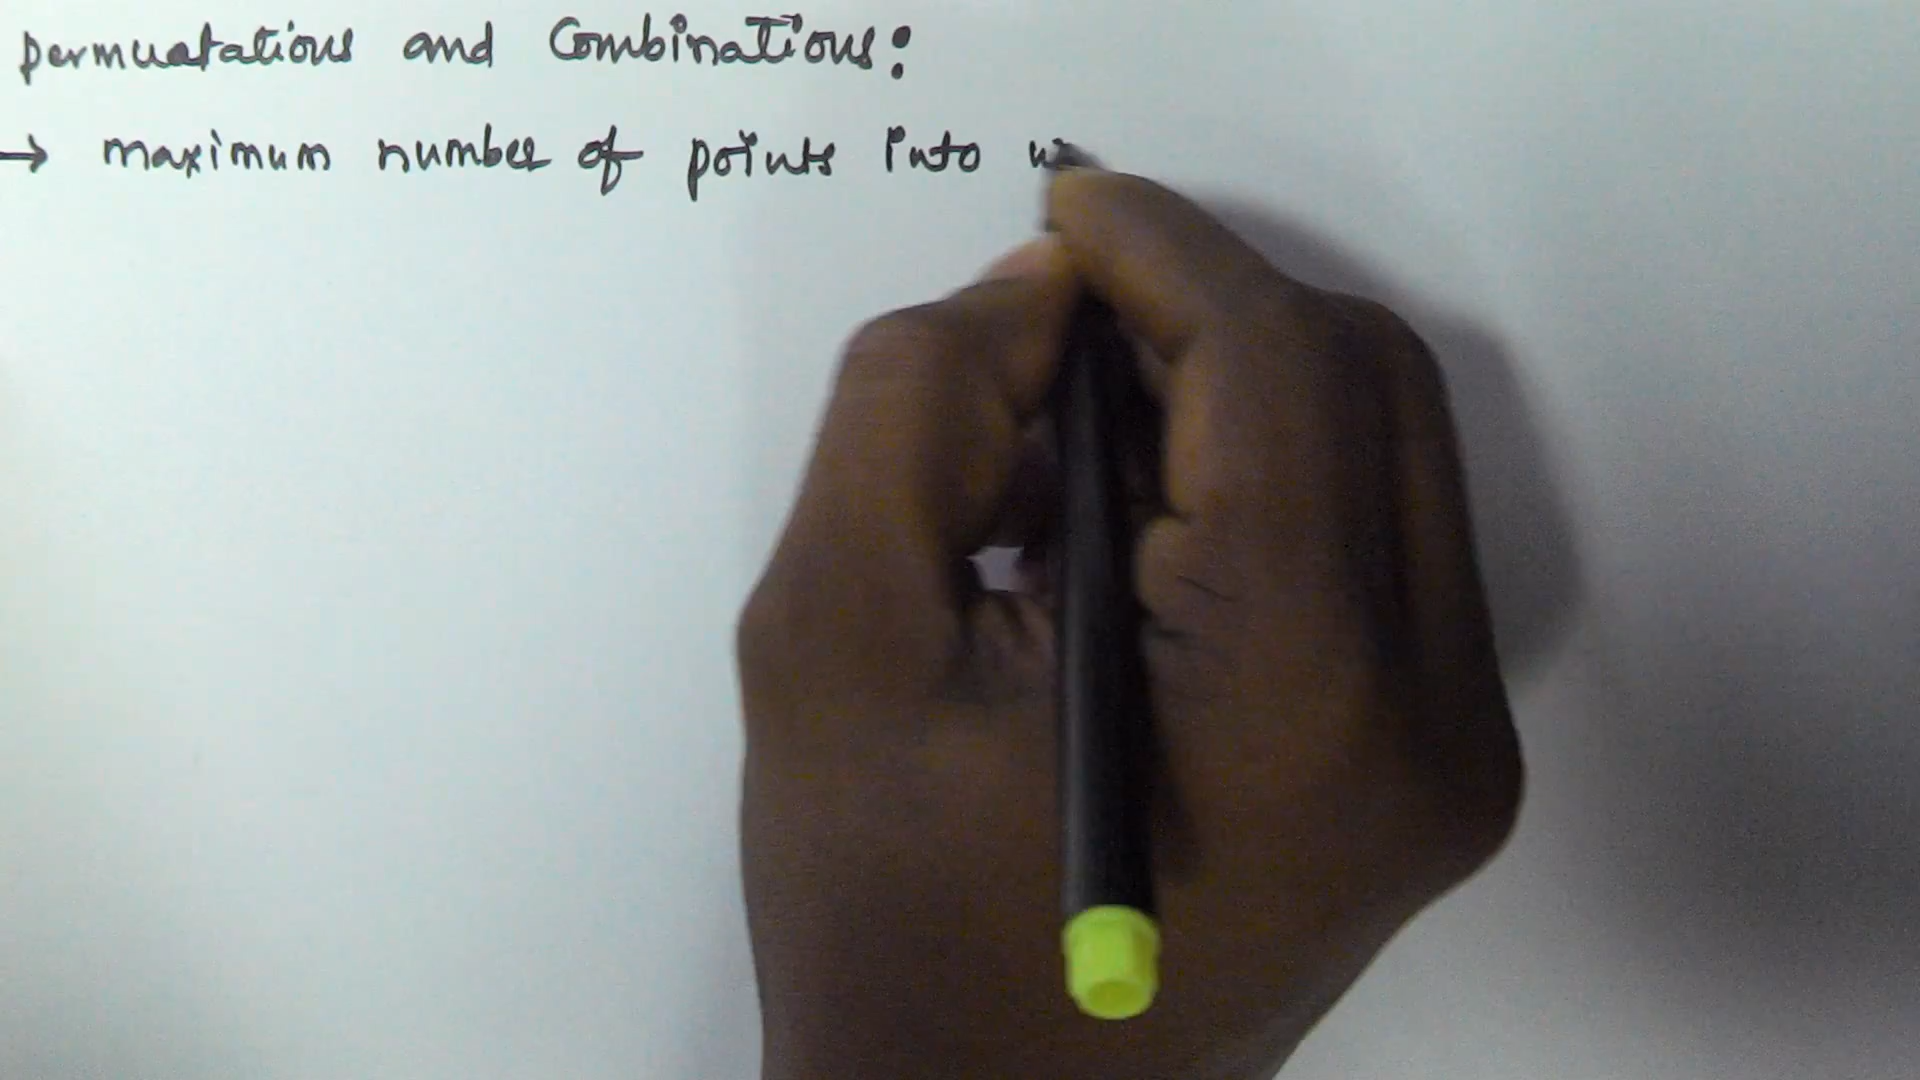 permuatations and Combinations:
→ maximum number of points into